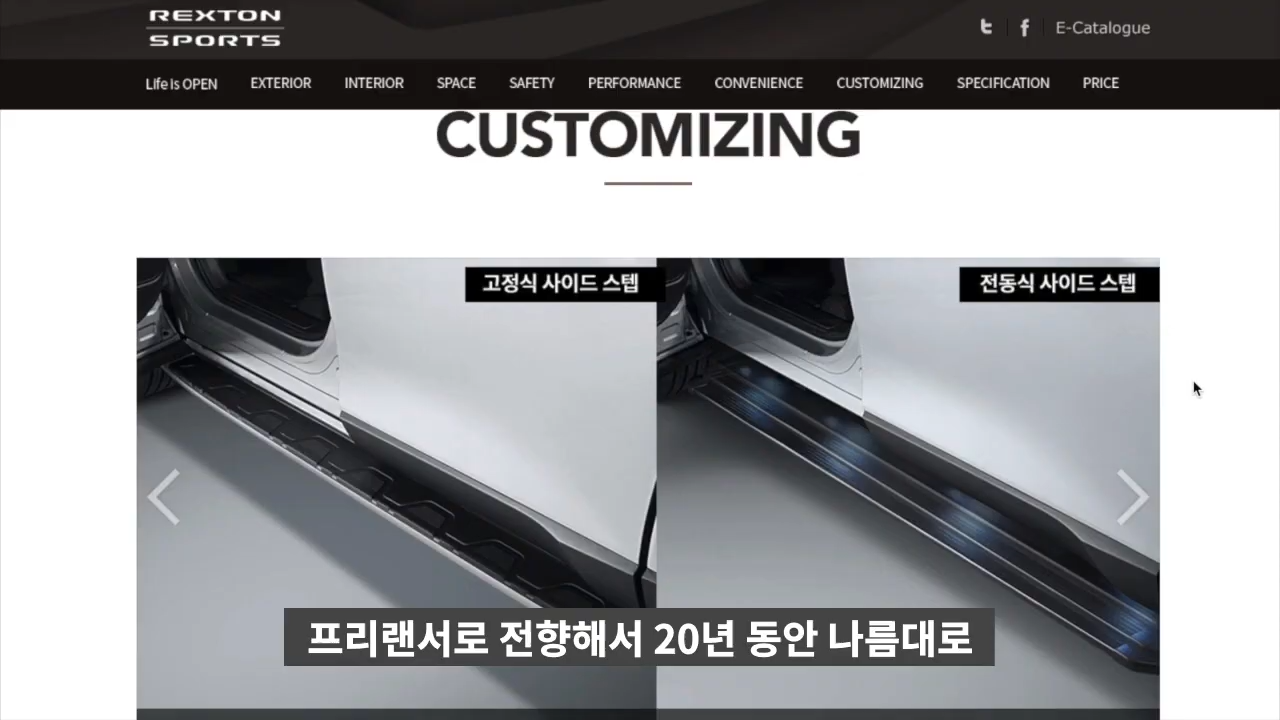 REXTON
SPORTS
E-Catalogue
Life is OPEN EXTERIOR INTERIOR SPACE SAFETY PERFORMANCE CONVENIENCE CUSTOMIZING SPECIFICATION PRICE
CUSTOMIZING
고정식 사이드 스텝
전동식 사이드 스텝
프리랜서로 전향해서 20년 동안 나름대로